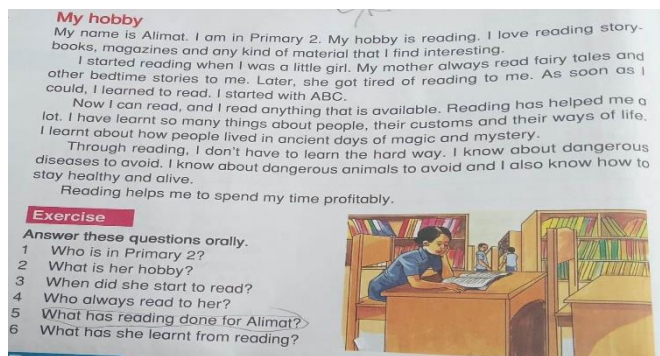 My hobby
My name is Alimat. I am in Primary 2. My hobby is reading. I love reading story-
books, magazines and any kind of material that I find interesting.
I started reading when I was a little girl. My mother always read fairy tales and
other bedtime stories to me. Later, she got tired of reading to me. As soon as I
could, I learned to read. I started with ABC.
Now I can read, and I read anything that is available. Reading has helped me a
lot. I have learnt so many things about people, their customs and their ways of life.
I learnt about how people lived in ancient days of magic and mystery.
Through reading, I don't have to learn the hard way. I know about dangerous
diseases to avoid. I know about dangerous animals to avoid and I also know how to
stay healthy and alive.
Reading helps me to spend my time profitably.
Exercise
Answer these questions orally.
1 Who is in Primary 2?
2 What is her hobby?
3 When did she start to read?
4 Who always read to her?
5 What has reading done for Alimat?
6 What has she learnt from reading?